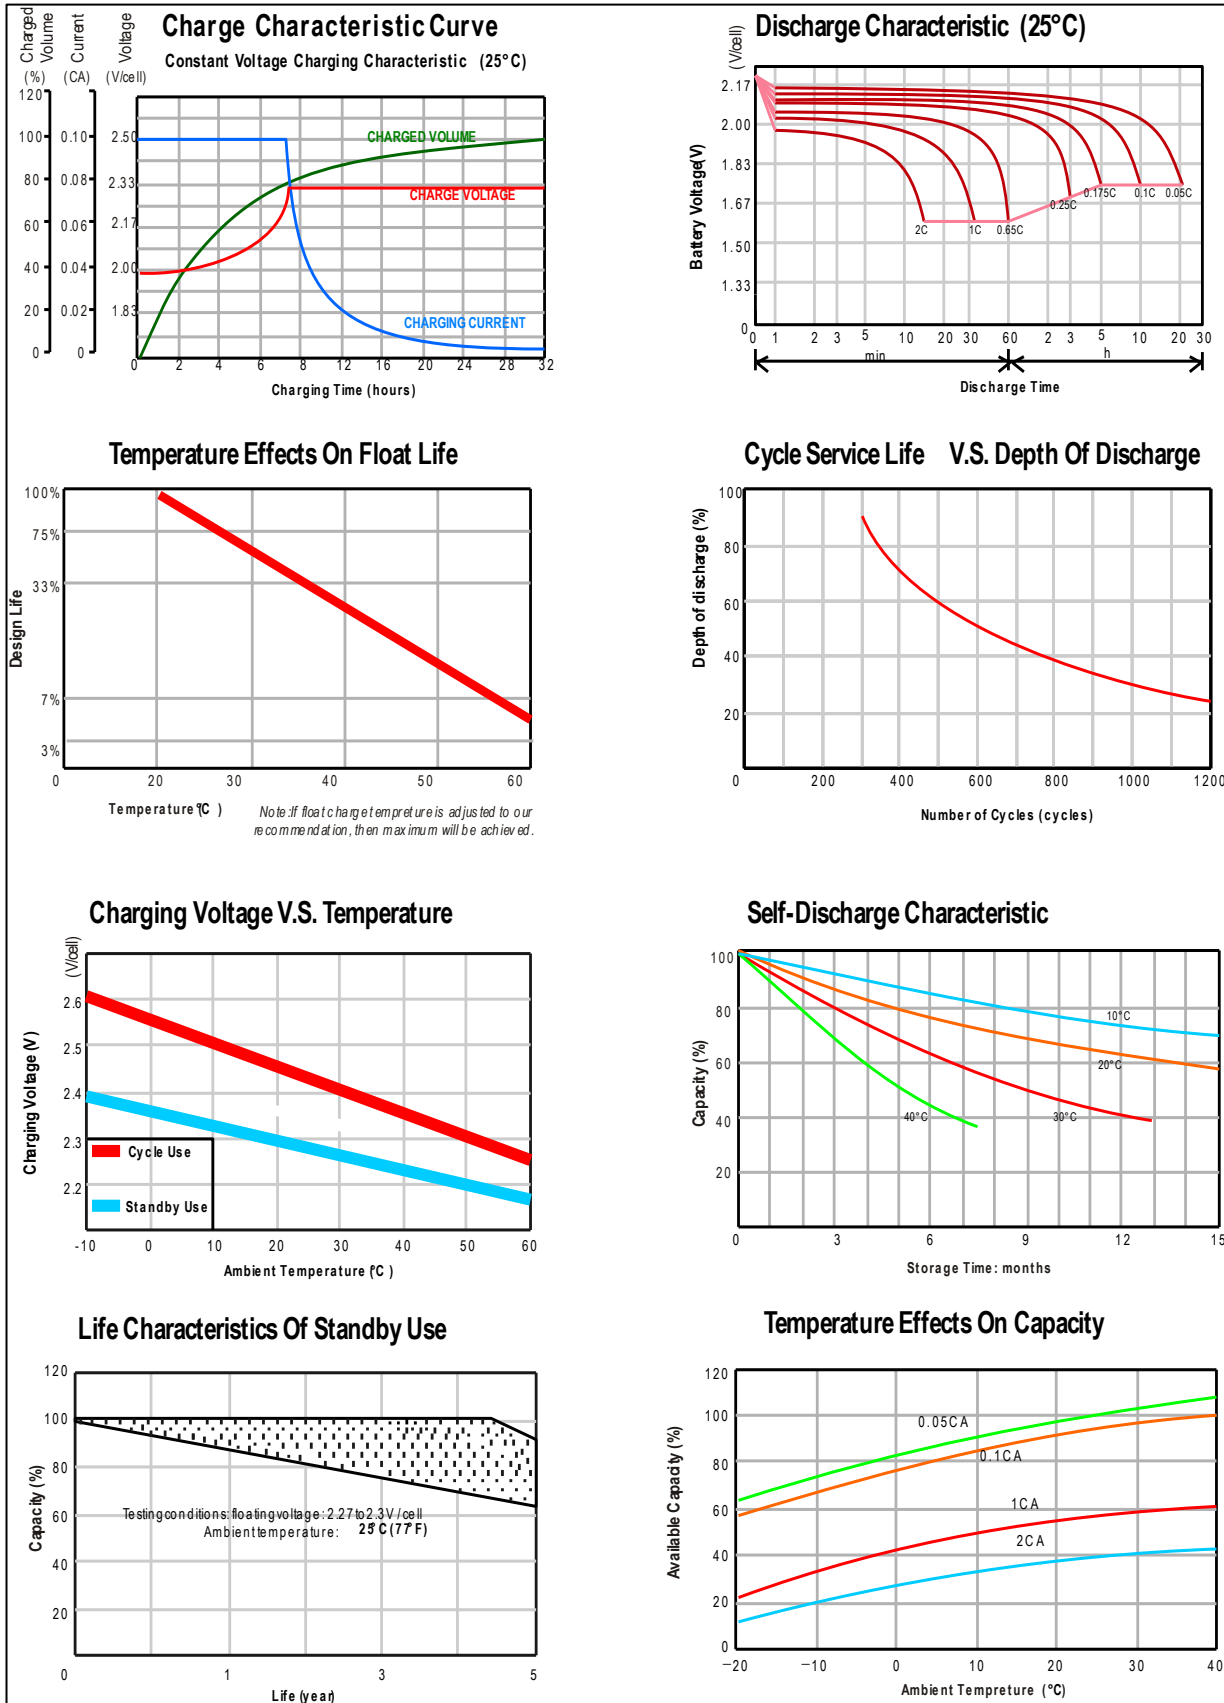 Charge Characteristic Curve
Constant Voltage Charging Characteristic (25°C)
Charged Volume
Current
Voltage
(%) (CA) (V/cell)
120
100 0.10 2.50
80 0.08 2.33
60 0.06 2.17
40 0.04 2.00
20 0.02 1.83
0 0
CHARGED VOLUME
CHARGE VOLTAGE
CHARGING CURRENT
0 2 4 6 7 8 12 16 20 24 28 32
Charging Time (hours)
Discharge Characteristic (25°C)
(V/cell)
Battery Voltage(V)
2.17
2.00
1.83
1.67
1.50
1.33
0
2C 1C 0.65C 0.25C 0.175C 0.1C 0.05C
0 1 2 3 5 10 20 30 60 2 3 5 10 20 30
min h
Discharge Time
Temperature Effects On Float Life
Design Life
100%
75%
33%
7%
3%
0 20 30 40 50 60
Temperature(°C )
Note:If float charge tempreture is adjusted to our
recommendation, then maximum will be achieved.
Cycle Service Life V.S. Depth Of Discharge
Depth of discharge (%)
100
80
60
40
20
0 200 400 600 800 1000 1200
Number of Cycles (cycles)
Charging Voltage V.S. Temperature
(V/cell)
Charging Voltage (V)
2.6
2.5
2.4
2.3
2.2
Cycle Use
Standby Use
-10 0 10 20 30 40 50 60
Ambient Temperature (°C )
Self-Discharge Characteristic
Capacity (%)
100
80
60
40
20
10°C
20°C
40°C 30°C
0 3 6 9 12 15
Storage Time: months
Life Characteristics Of Standby Use
Capacity (%)
120
100
80
60
40
20
Testing conditions: floating voltage: 2.27 to 2.3 V / cell
Ambient temperature: 25°C (77°F)
0 1 3 5
Life (year)
Temperature Effects On Capacity
Available Capacity (%)
120
100
80
60
40
20
0
0.05CA
0.1CA
1CA
2CA
−20 −10 0 10 20 30 40
Ambient Tempreture (°C)